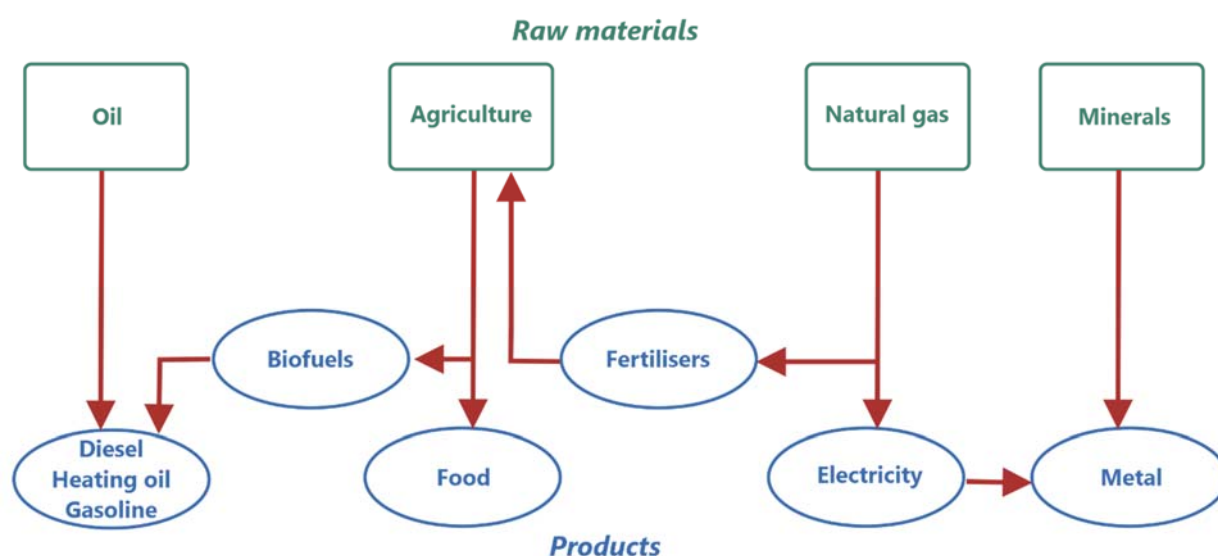 Raw materials
Oil
Agriculture
Natural gas
Minerals
Biofuels
Fertilisers
Diesel
Heating oil
Gasoline
Food
Electricity
Metal
Products